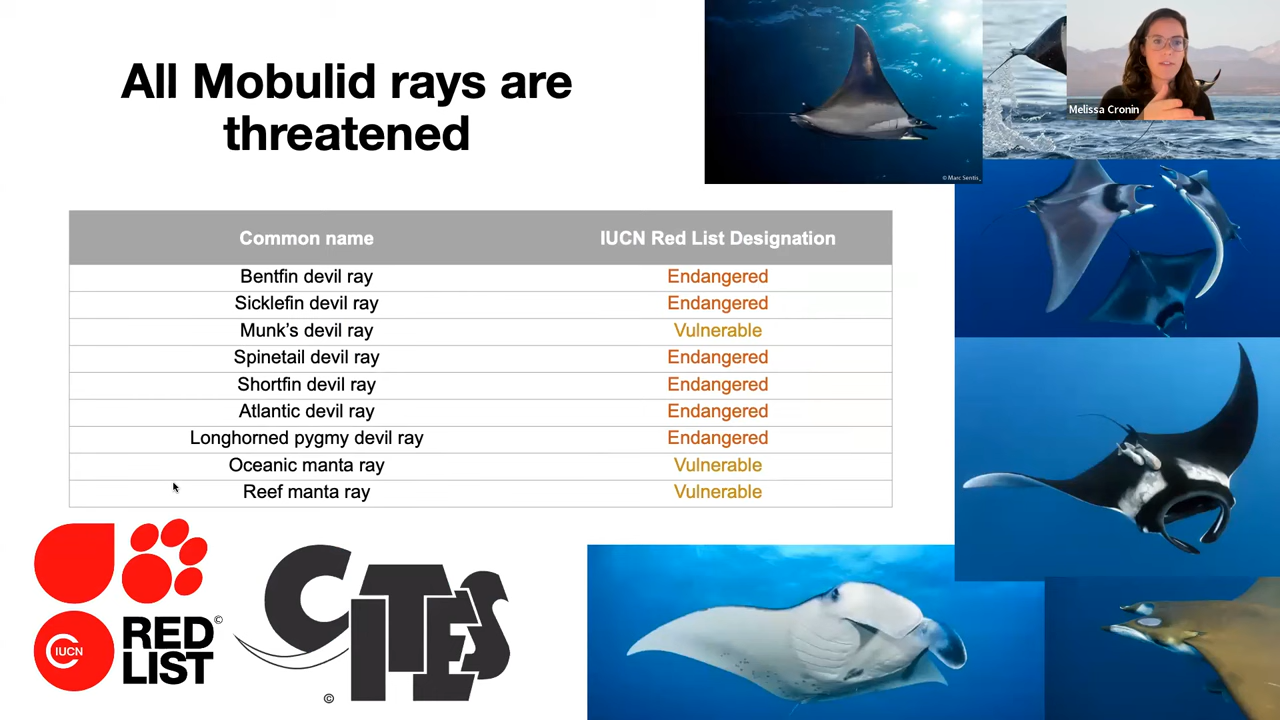 All Mobulid rays are
threatened
© Marc Sentis
Melissa Cronin
Common name IUCN Red List Designation
Bentfin devil ray Endangered
Sicklefin devil ray Endangered
Munk's devil ray Vulnerable
Spinetail devil ray Endangered
Shortfin devil ray Endangered
Atlantic devil ray Endangered
Longhorned pygmy devil ray Endangered
Oceanic manta ray Vulnerable
Reef manta ray Vulnerable
IUCN
RED
LIST ©
CITES
©